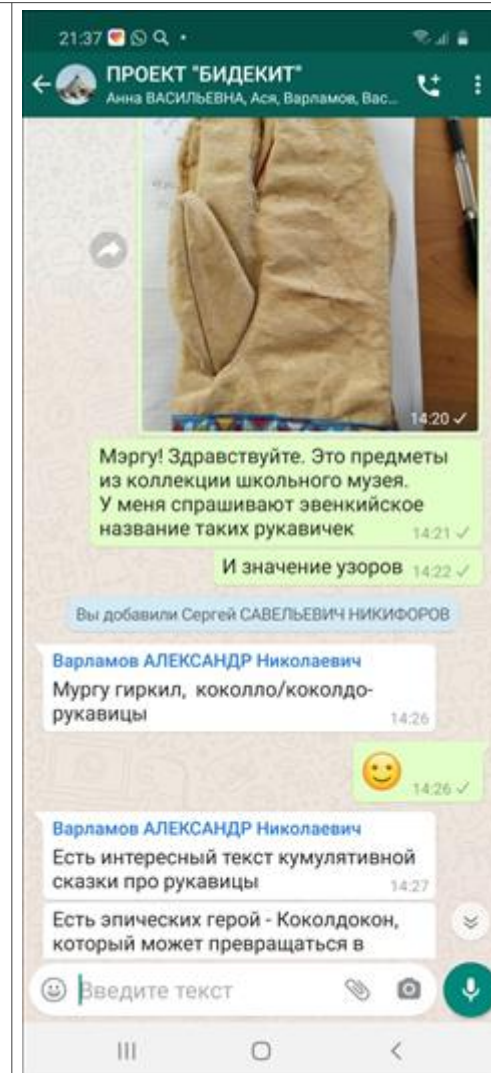 21:37
ПРОЕКТ "БИДЕКИТ"
Анна ВАСИЛЬЕВНА, Ася, Варламов, Вас...
14:20
Мэргу! Здравствуйте. Это предметы
из коллекции школьного музея.
У меня спрашивают эвенкийское
название таких рукавичек
14:21
И значение узоров 14:22
Вы добавили Сергей САВЕЛЬЕВИЧ НИКИФОРОВ
Варламов АЛЕКСАНДР Николаевич
Мургу гиркил, коколло/коколдо-
рукавицы
14:26
14:26
Варламов АЛЕКСАНДР Николаевич
Есть интересный текст кумулятивной
сказки про рукавицы
14:27
Есть эпических герой - Коколдокон,
который может превращаться в
Введите текст